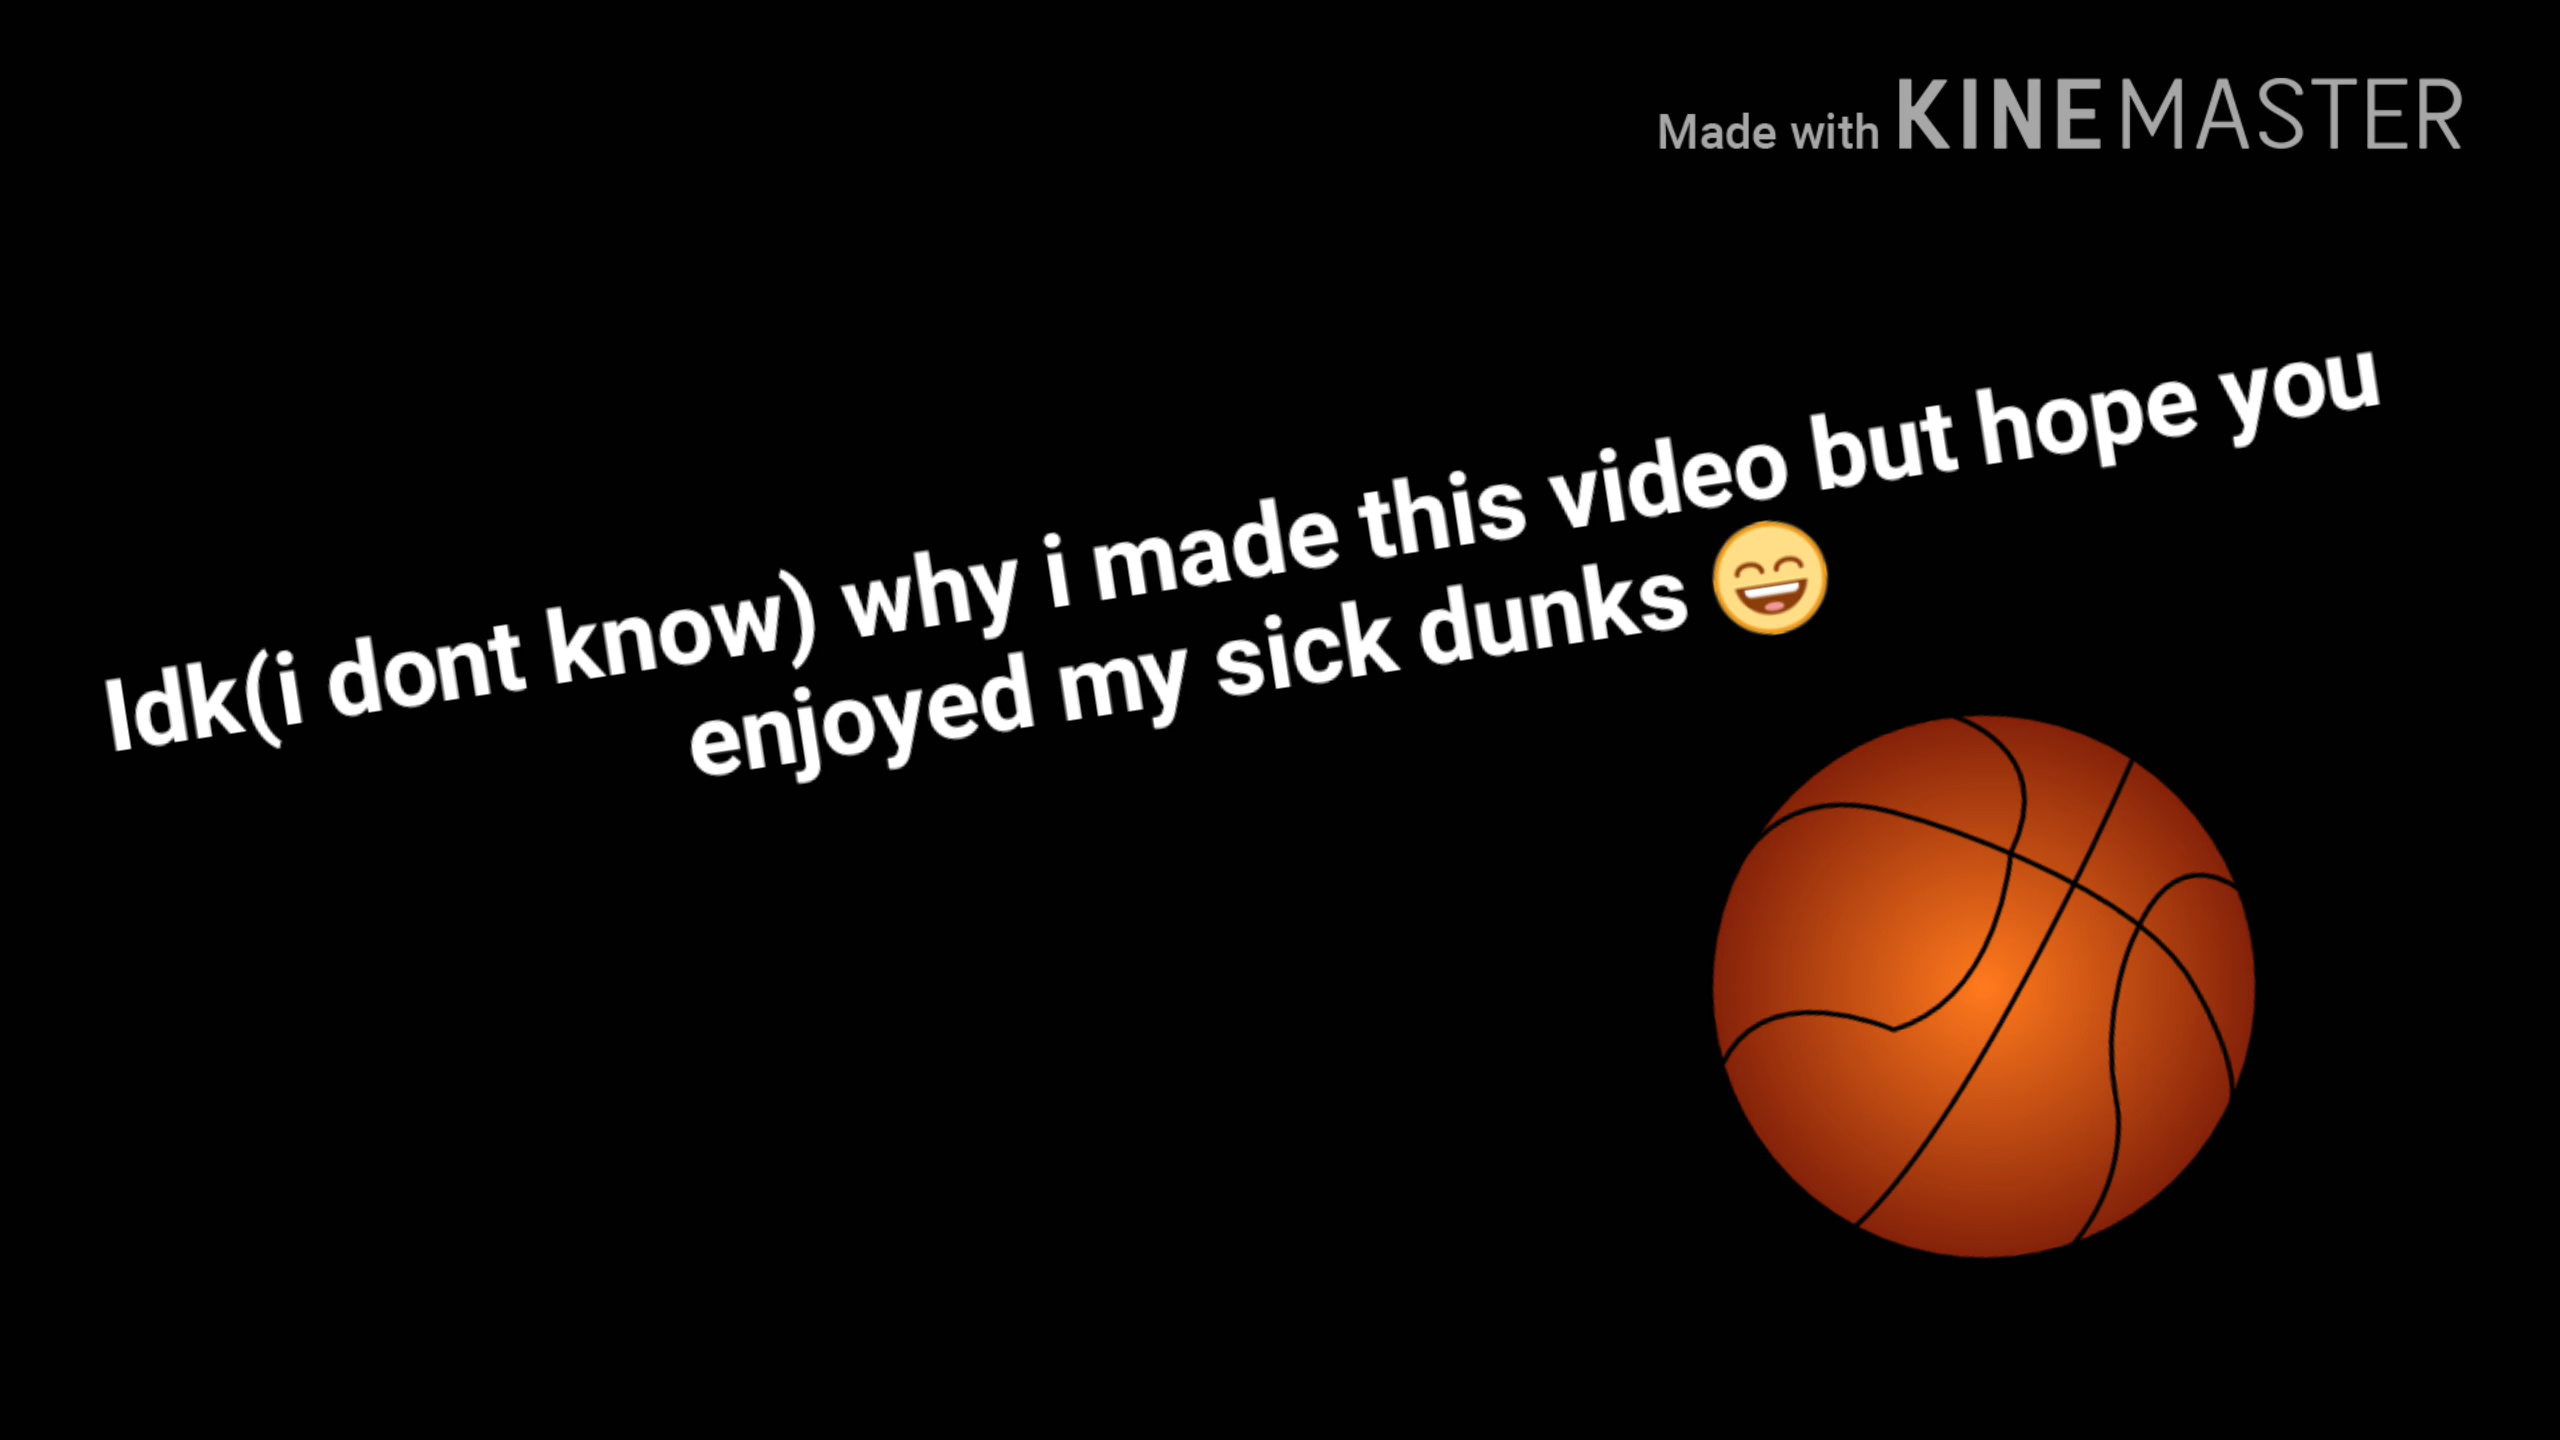 Made with KINEMASTER
Idk(i dont know) why i made this video but hope you
enjoyed my sick dunks 😄